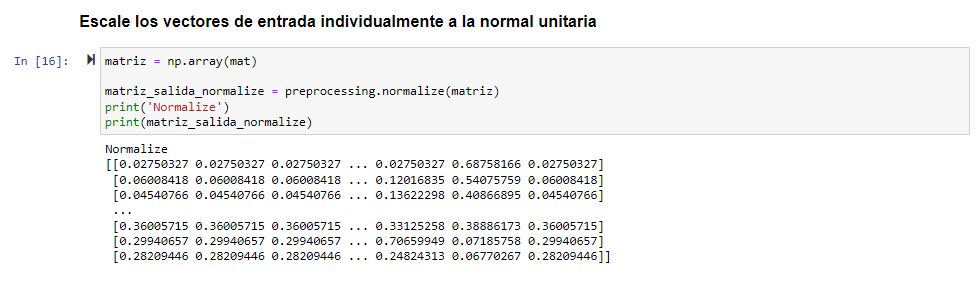 Escale los vectores de entrada individualmente a la normal unitaria
In [16]: matriz = np.array(mat)
matriz_salida_normalize = preprocessing.normalize(matriz)
print('Normalize')
print(matriz_salida_normalize)
Normalize
[[0.02750327 0.02750327 0.02750327 ... 0.02750327 0.68758166 0.02750327]
[0.06008418 0.06008418 0.06008418 ... 0.12016835 0.54075759 0.06008418]
[0.04540766 0.04540766 0.04540766 ... 0.13622298 0.40866895 0.04540766]
...
[0.36005715 0.36005715 0.36005715 ... 0.33125258 0.38886173 0.36005715]
[0.29940657 0.29940657 0.29940657 ... 0.70659949 0.07185758 0.29940657]
[0.28209446 0.28209446 0.28209446 ... 0.24824313 0.06770267 0.28209446]]